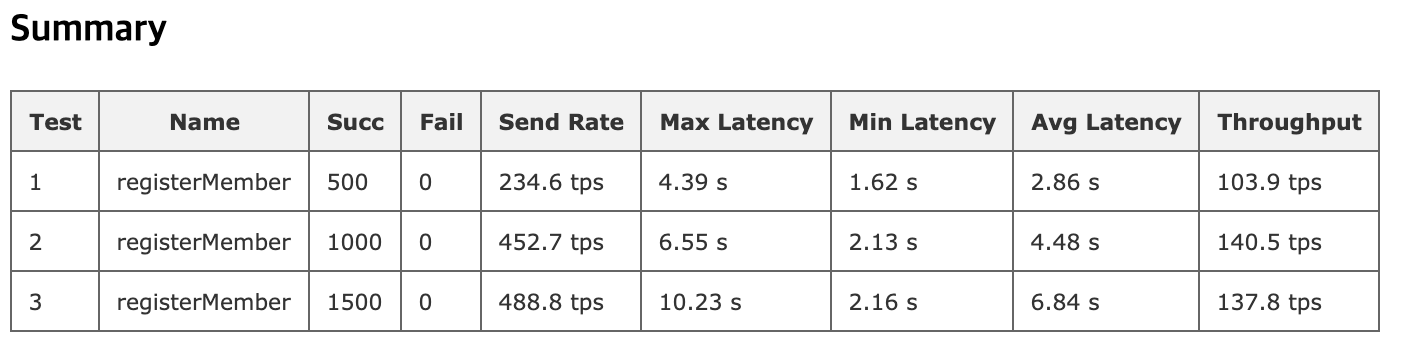 Summary
Test Name Succ Fail Send Rate Max Latency Min Latency Avg Latency Throughput
1 registerMember 500 0 234.6 tps 4.39 s 1.62 s 2.86 s 103.9 tps
2 registerMember 1000 0 452.7 tps 6.55 s 2.13 s 4.48 s 140.5 tps
3 registerMember 1500 0 488.8 tps 10.23 s 2.16 s 6.84 s 137.8 tps